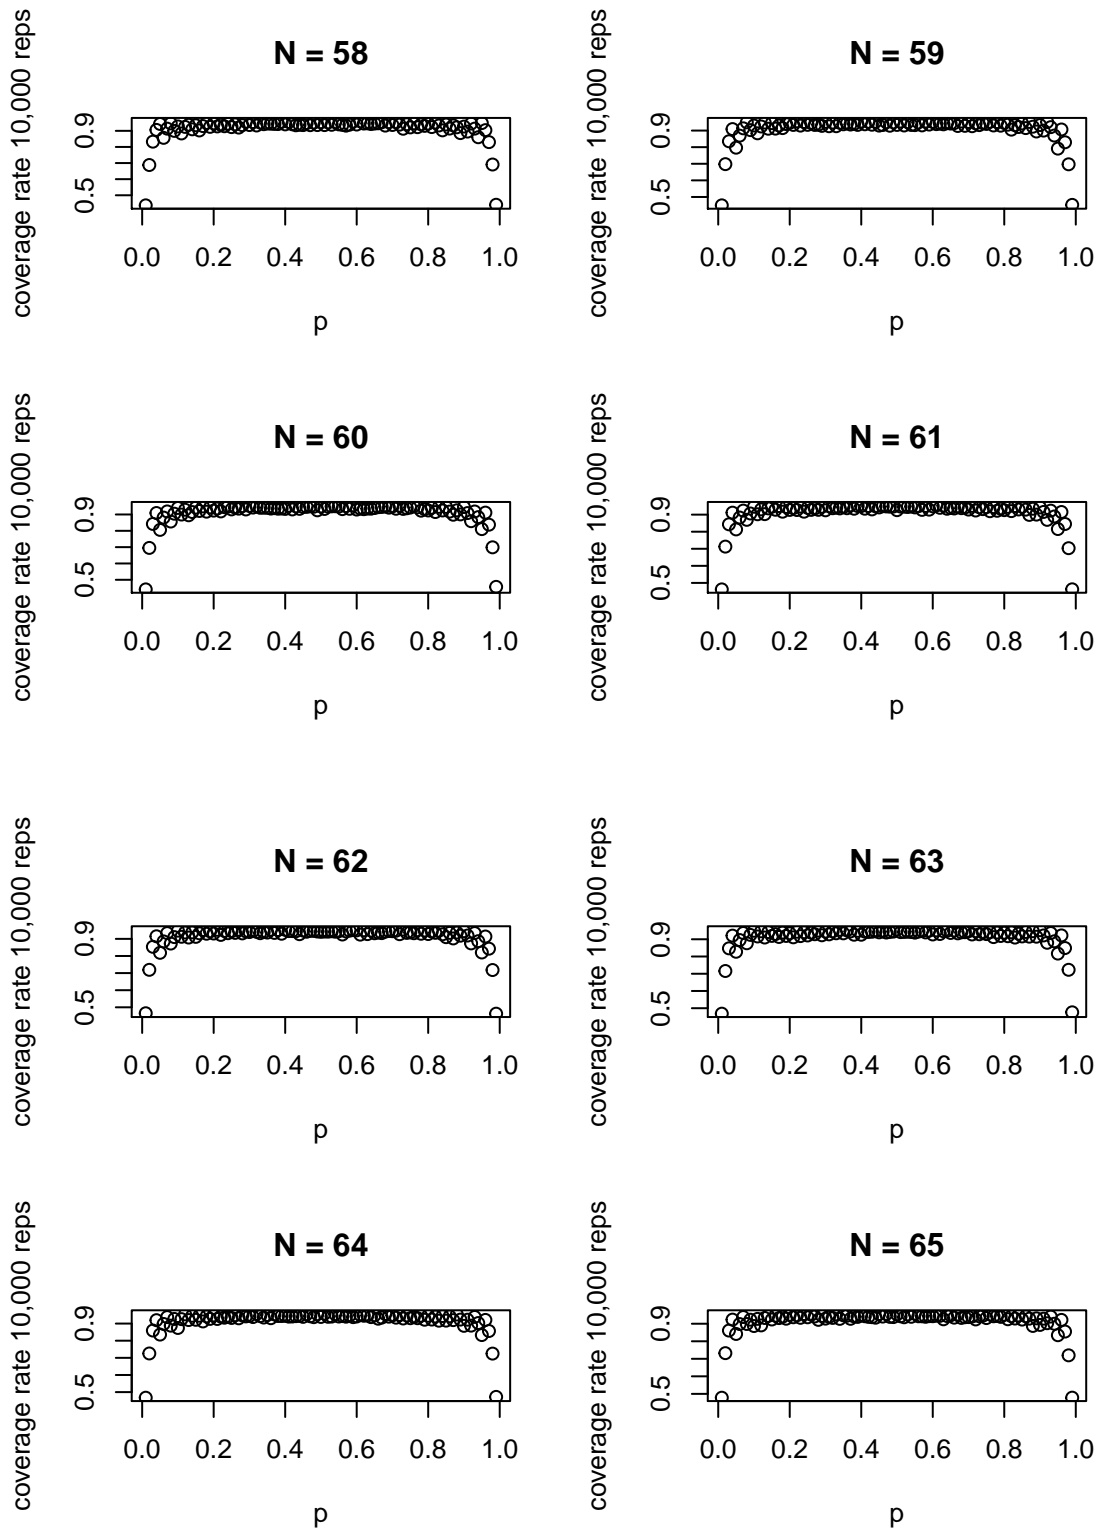 N = 58
coverage rate 10,000 reps
0.5 0.9
0.0 0.2 0.4 0.6 0.8 1.0
p
N = 59
coverage rate 10,000 reps
0.5 0.9
0.0 0.2 0.4 0.6 0.8 1.0
p
N = 60
coverage rate 10,000 reps
0.5 0.9
0.0 0.2 0.4 0.6 0.8 1.0
p
N = 61
coverage rate 10,000 reps
0.5 0.9
0.0 0.2 0.4 0.6 0.8 1.0
p
N = 62
coverage rate 10,000 reps
0.5 0.9
0.0 0.2 0.4 0.6 0.8 1.0
p
N = 63
coverage rate 10,000 reps
0.5 0.9
0.0 0.2 0.4 0.6 0.8 1.0
p
N = 64
coverage rate 10,000 reps
0.5 0.9
0.0 0.2 0.4 0.6 0.8 1.0
p
N = 65
coverage rate 10,000 reps
0.5 0.9
0.0 0.2 0.4 0.6 0.8 1.0
p